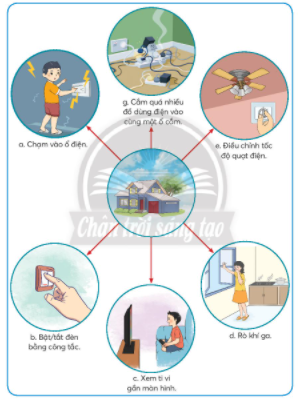 g. Cắm quá nhiều
đồ dùng điện vào
cùng một ổ cắm.
a. Chạm vào ổ điện.
e. Điều chỉnh tốc
độ quạt điện.
Chân trời sáng tạo
b. Bật/tắt đèn
bằng công tắc.
d. Rò khí ga.
c. Xem ti vi
gần màn hình.